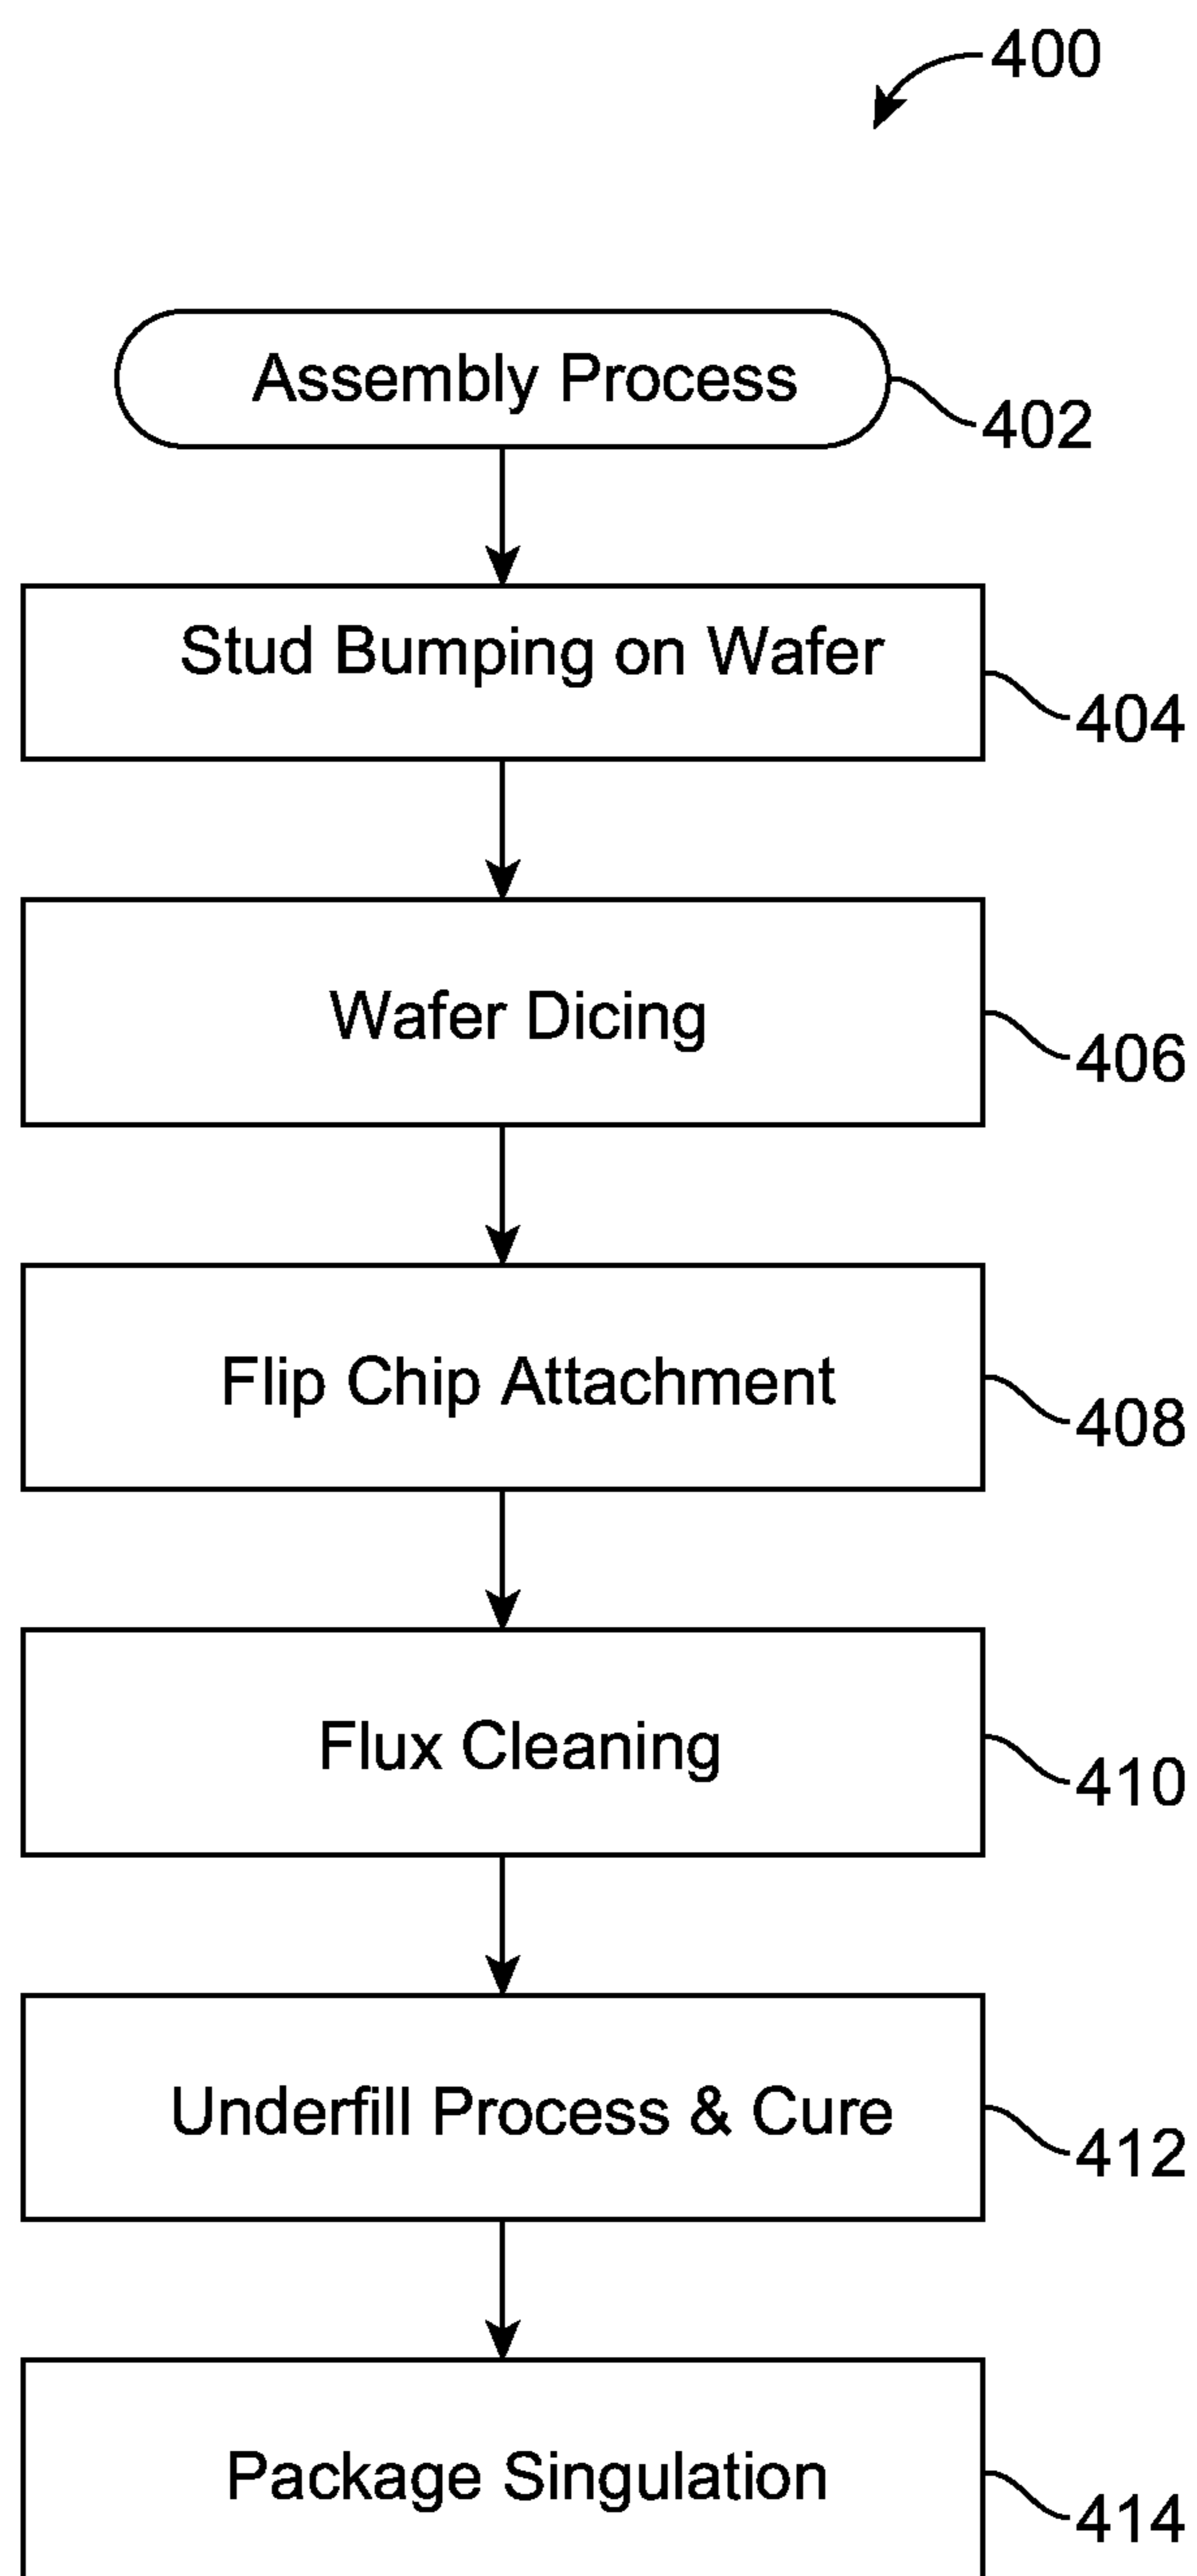 400
Assembly Process
402
Stud Bumping on Wafer
404
Wafer Dicing
406
Flip Chip Attachment
408
Flux Cleaning
410
Underfill Process & Cure
412
Package Singulation
414